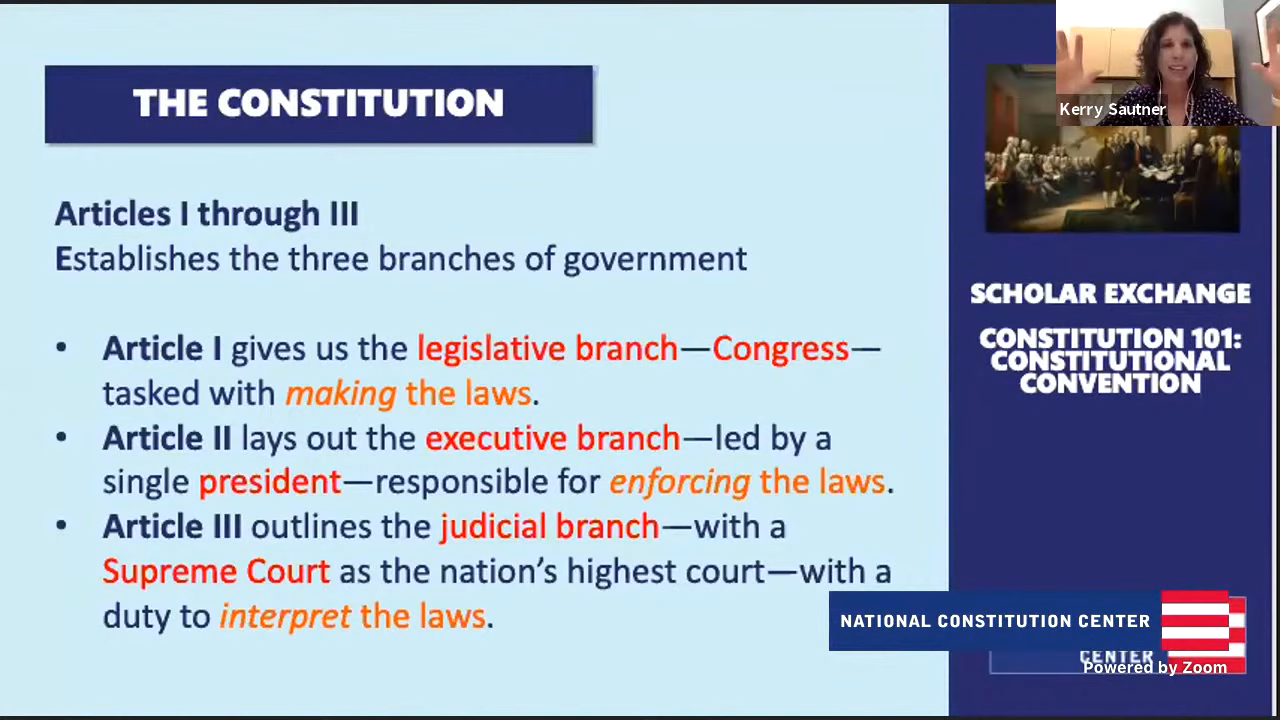 THE CONSTITUTION
Articles I through III
Establishes the three branches of government
• Article I gives us the legislative branch—Congress—
tasked with making the laws.
• Article II lays out the executive branch—led by a
single president—responsible for enforcing the laws.
• Article III outlines the judicial branch—with a
Supreme Court as the nation’s highest court—with a
duty to interpret the laws.
Kerry Sautner
SCHOLAR EXCHANGE
CONSTITUTION 101:
CONSTITUTIONAL
CONVENTION
NATIONAL CONSTITUTION CENTER
CENTER
Powered by Zoom